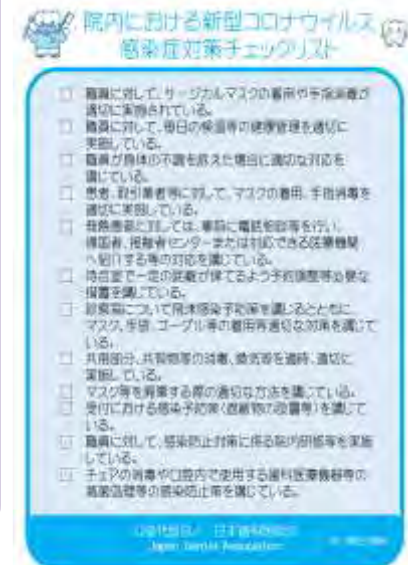 院内における新型コロナウイルス
感染症対策チェックリスト
□ 職員に対して、サージカルマスクの着用や手指消毒が
適切に実施されている。
□ 職員に対して、毎日の検温等の健康管理を適切に
実施している。
□ 職員が身体の不調を訴えた場合に適切な対応を
講じている。
□ 患者、取引業者等に対して、マスクの着用、手指消毒を
適切に実施している。
□ 発熱患者に対しては、事前に電話相談等を行い、
帰国者、接触者センターまたは対応できる医療機関
へ紹介する等の対応を講じている。
□ 待合室で一定の距離が保てるよう予約調整等必要な
措置を講じている。
□ 診察室について飛沫感染予防策を講じるとともに
マスク、手袋、ゴーグル等の着用等適切な対策を講じて
いる。
□ 共用部分、共有物等の消毒、換気等を適時、適切に
実施している。
□ マスク等を廃棄する際の適切な方法を講じている。
□ 受付における感染予防策(遮蔽物の設置等)を講じて
いる。
□ 職員に対して、感染防止対策に係る院内研修等を実施
している。
□ チェアの消毒や口腔内で使用する歯科医療機器等の
滅菌処理等の感染防止策を講じている。
日本歯科医師会
Japan Dental Association